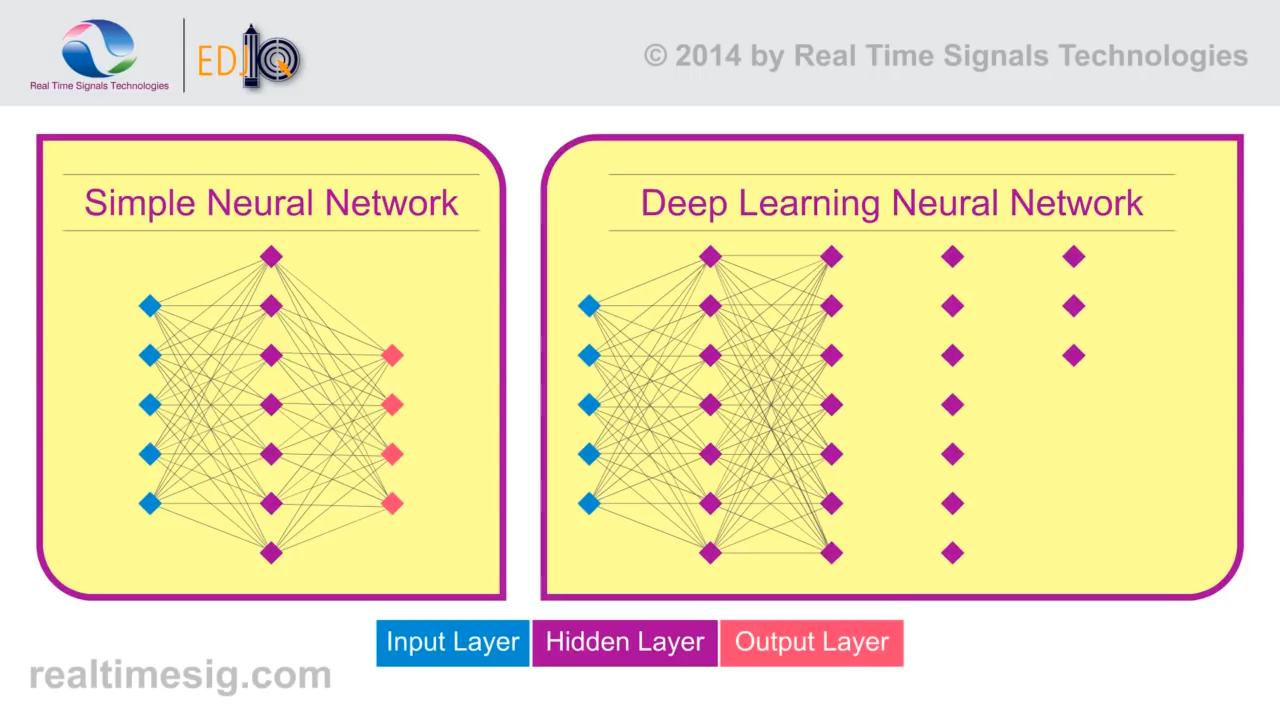 Real Time Signals Technologies
EDJIQ
© 2014 by Real Time Signals Technologies
Simple Neural Network
Deep Learning Neural Network
Input Layer
Hidden Layer
Output Layer
realtimesig.com